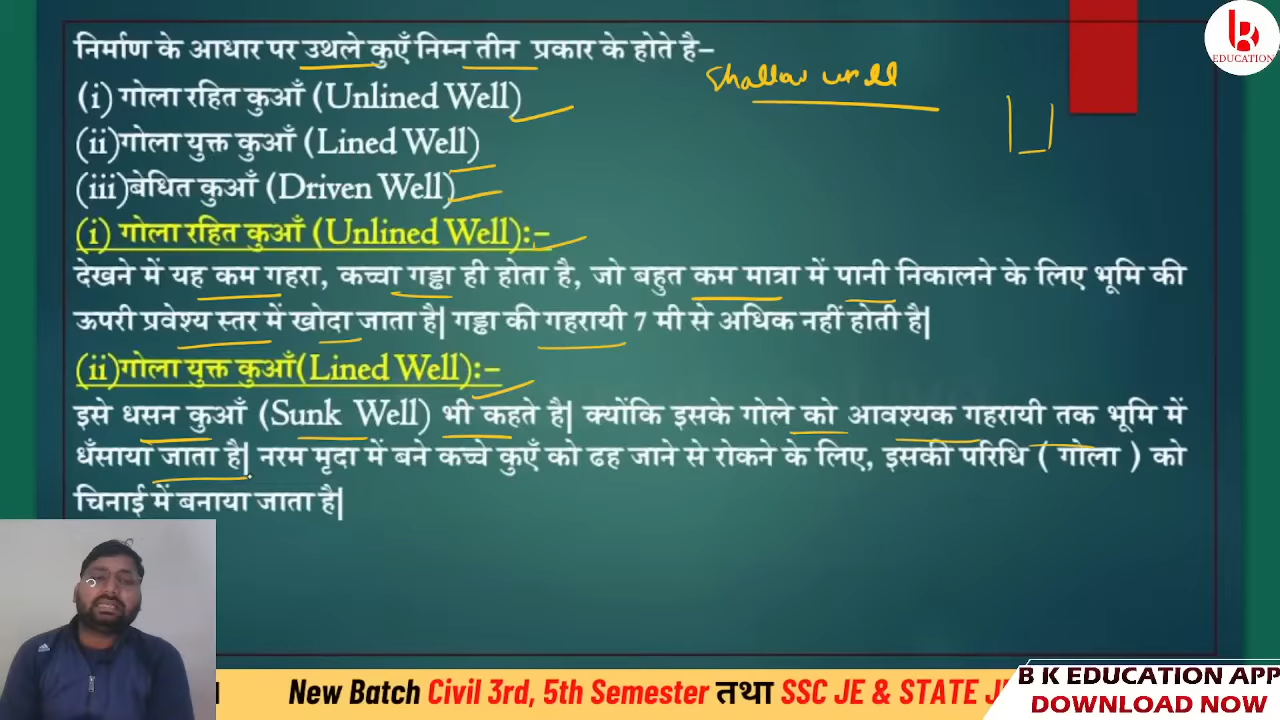 निर्माण के आधार पर उथले कुएँ निम्न तीन प्रकार के होते है–
Shallow well
(i) गोला रहित कुआँ (Unlined Well)
(ii)गोला युक्त कुआँ (Lined Well)
(iii)बेधित कुआँ (Driven Well)
(i) गोला रहित कुआँ (Unlined Well):–
देखने में यह कम गहरा, कच्चा गड्ढा ही होता है, जो बहुत कम मात्रा में पानी निकालने के लिए भूमि की
ऊपरी प्रवेश्य स्तर में खोदा जाता है| गड्ढा की गहरायी 7 मी से अधिक नहीं होती है|
(ii)गोला युक्त कुआँ(Lined Well):–
इसे धसन कुआँ (Sunk Well) भी कहते है| क्योंकि इसके गोले को आवश्यक गहरायी तक भूमि में
धँसाया जाता है| नरम मृदा में बने कच्चे कुएँ को ढह जाने से रोकने के लिए, इसकी परिधि ( गोला ) को
चिनाई में बनाया जाता है|
k
EDUCATION
New Batch Civil 3rd, 5th Semester तथा SSC JE & STATE
B K EDUCATION APP
DOWNLOAD NOW